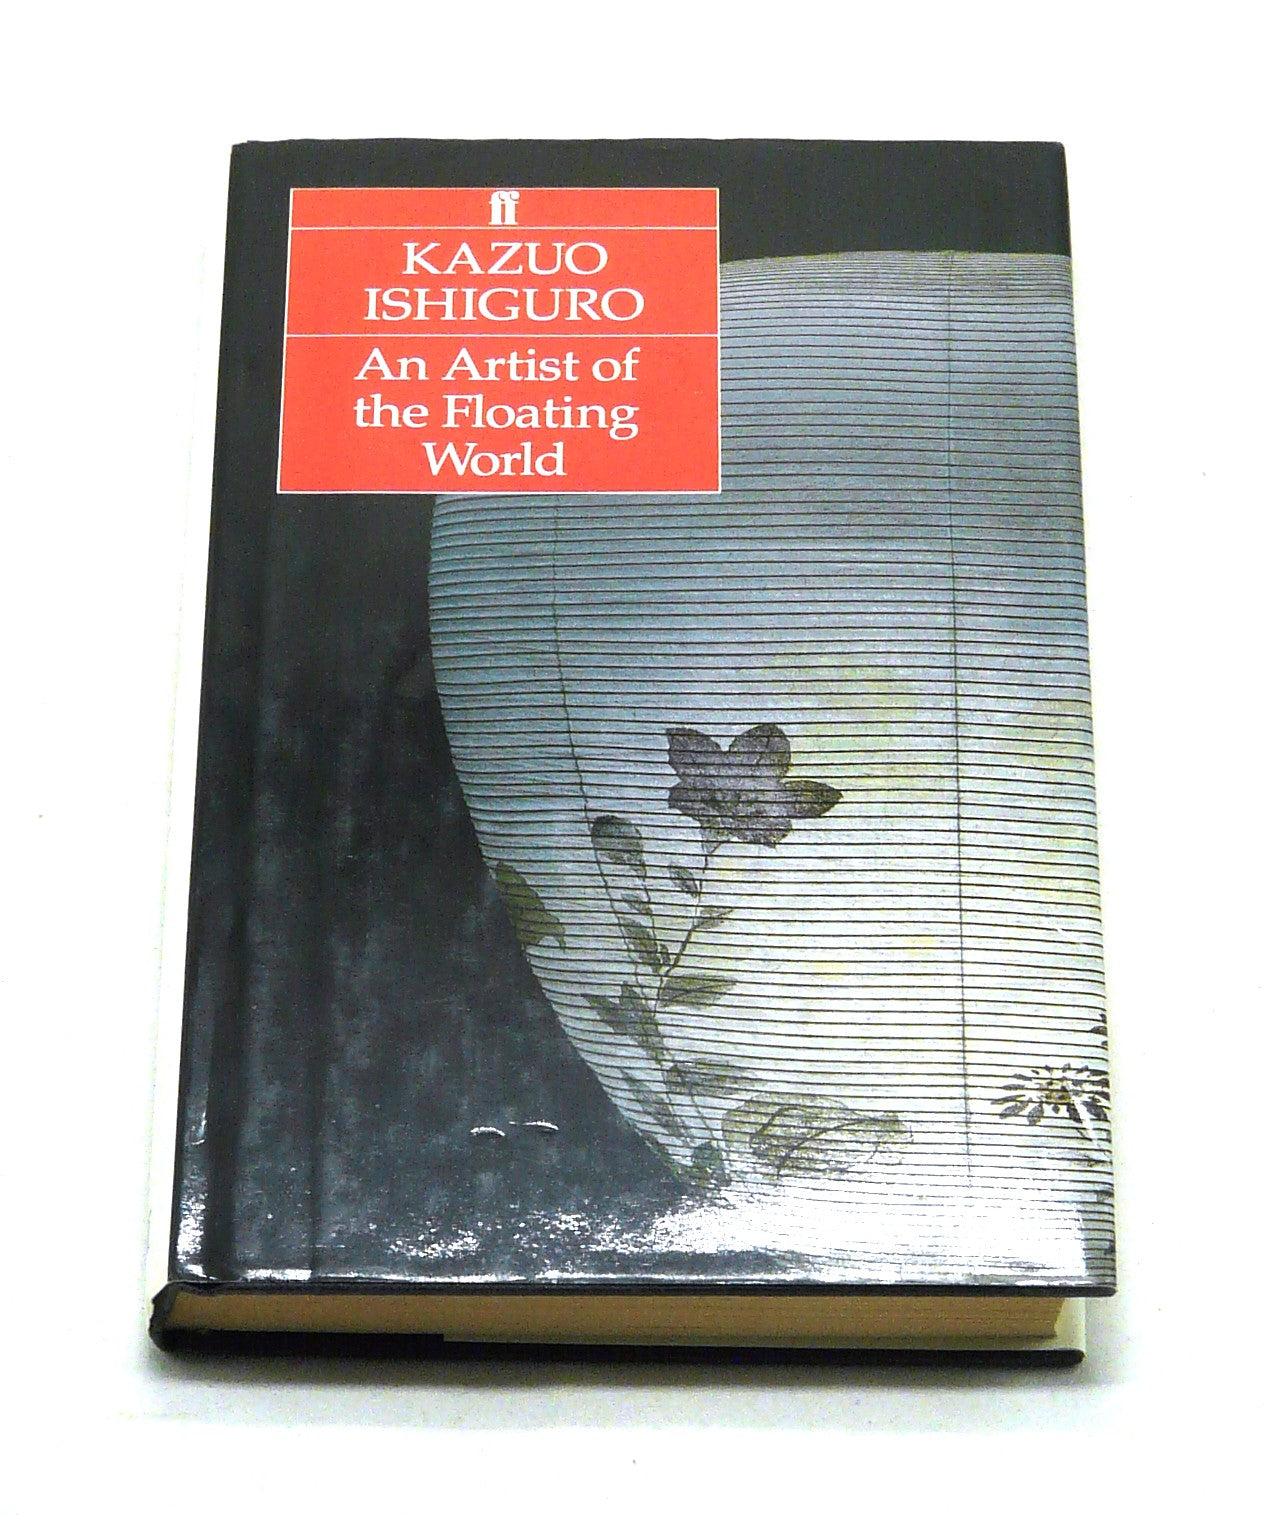 ff
KAZUO
ISHIGURO
An Artist of
the Floating
World